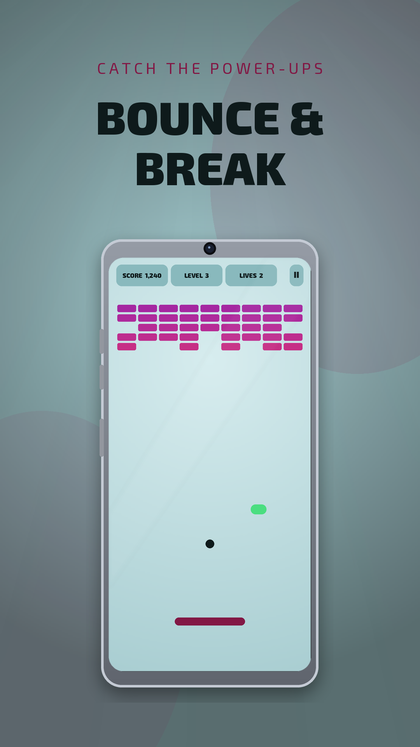 CATCH THE POWER-UPS
BOUNCE &
BREAK
SCORE 1,240 LEVEL 3 LIVES 2